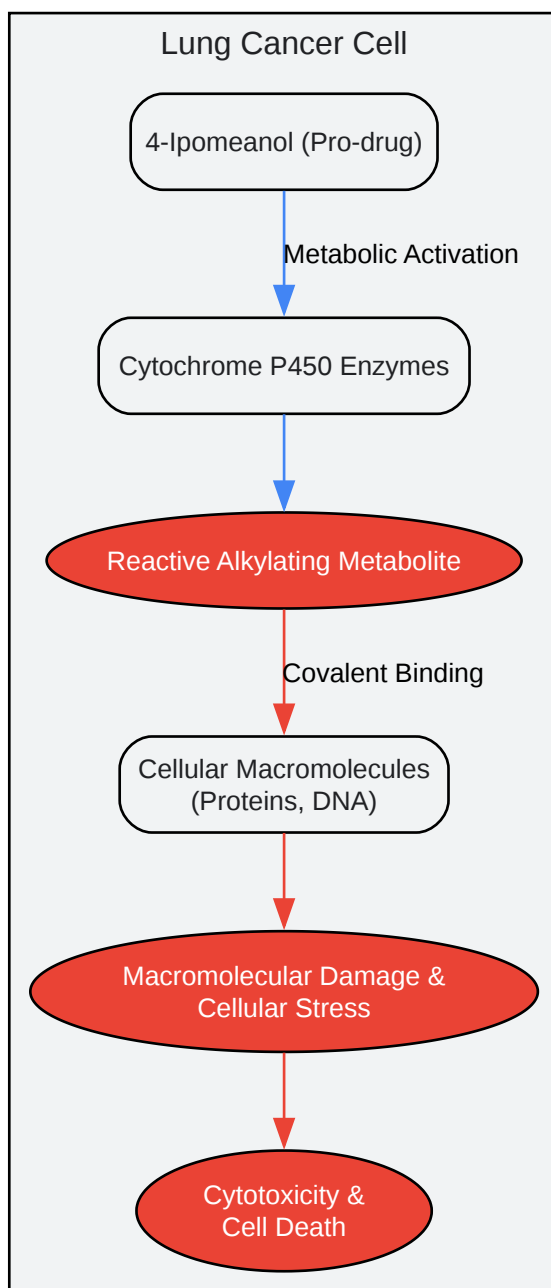 Lung Cancer Cell
4-Ipomeanol (Pro-drug)
Metabolic Activation
Cytochrome P450 Enzymes
Reactive Alkylating Metabolite
Covalent Binding
Cellular Macromolecules
(Proteins, DNA)
Macromolecular Damage &
Cellular Stress
Cytotoxicity &
Cell Death